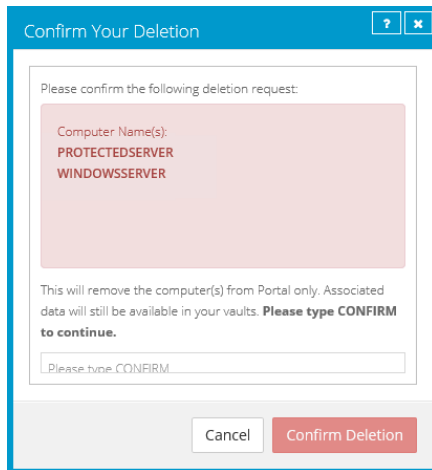 Confirm Your Deletion
?
×
Please confirm the following deletion request:
Computer Name(s):
PROTECTEDSERVER
WINDOWSSERVER
This will remove the computer(s) from Portal only. Associated
data will still be available in your vaults. Please type CONFIRM
to continue.
Please type CONFIRM
Cancel
Confirm Deletion